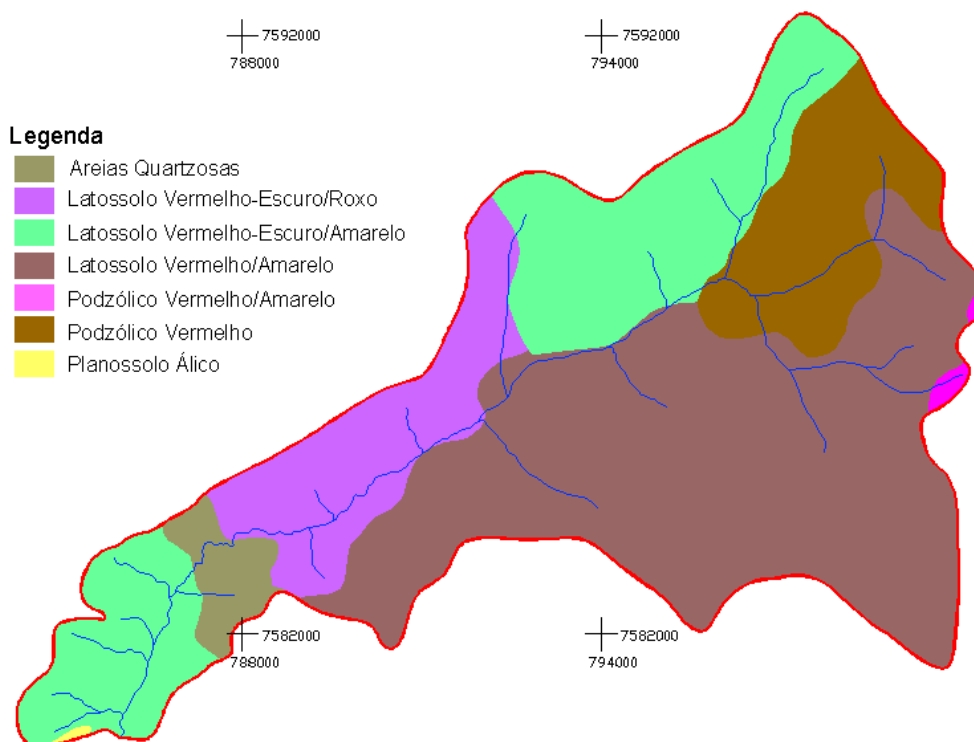 7592000
788000
7592000
794000
Legenda
Areias Quartzosas
Latossolo Vermelho-Escuro/Roxo
Latossolo Vermelho-Escuro/Amarelo
Latossolo Vermelho/Amarelo
Podzólico Vermelho/Amarelo
Podzólico Vermelho
Planossolo Álico
7582000
788000
7582000
794000